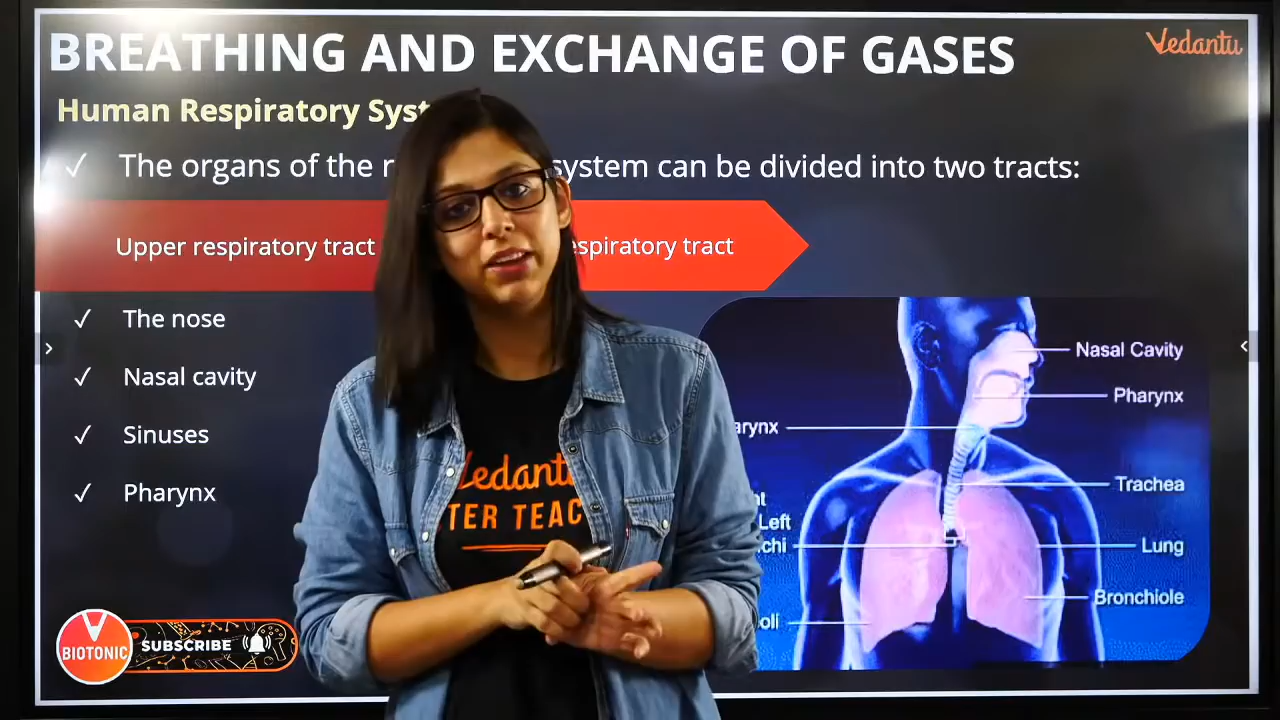 BREATHING AND EXCHANGE OF GASES
Vedantu
Human Respiratory Syst
✓ The organs of the r system can be divided into two tracts:
Upper respiratory tract
espiratory tract
✓ The nose
✓ Nasal cavity
✓ Sinuses
✓ Pharynx
Nasal Cavity
Pharynx
arynx
Trachea
Left
chi
Lung
Bronchiole
oli
Vedantu
TER TEAC
V
BIOTONIC
SUBSCRIBE